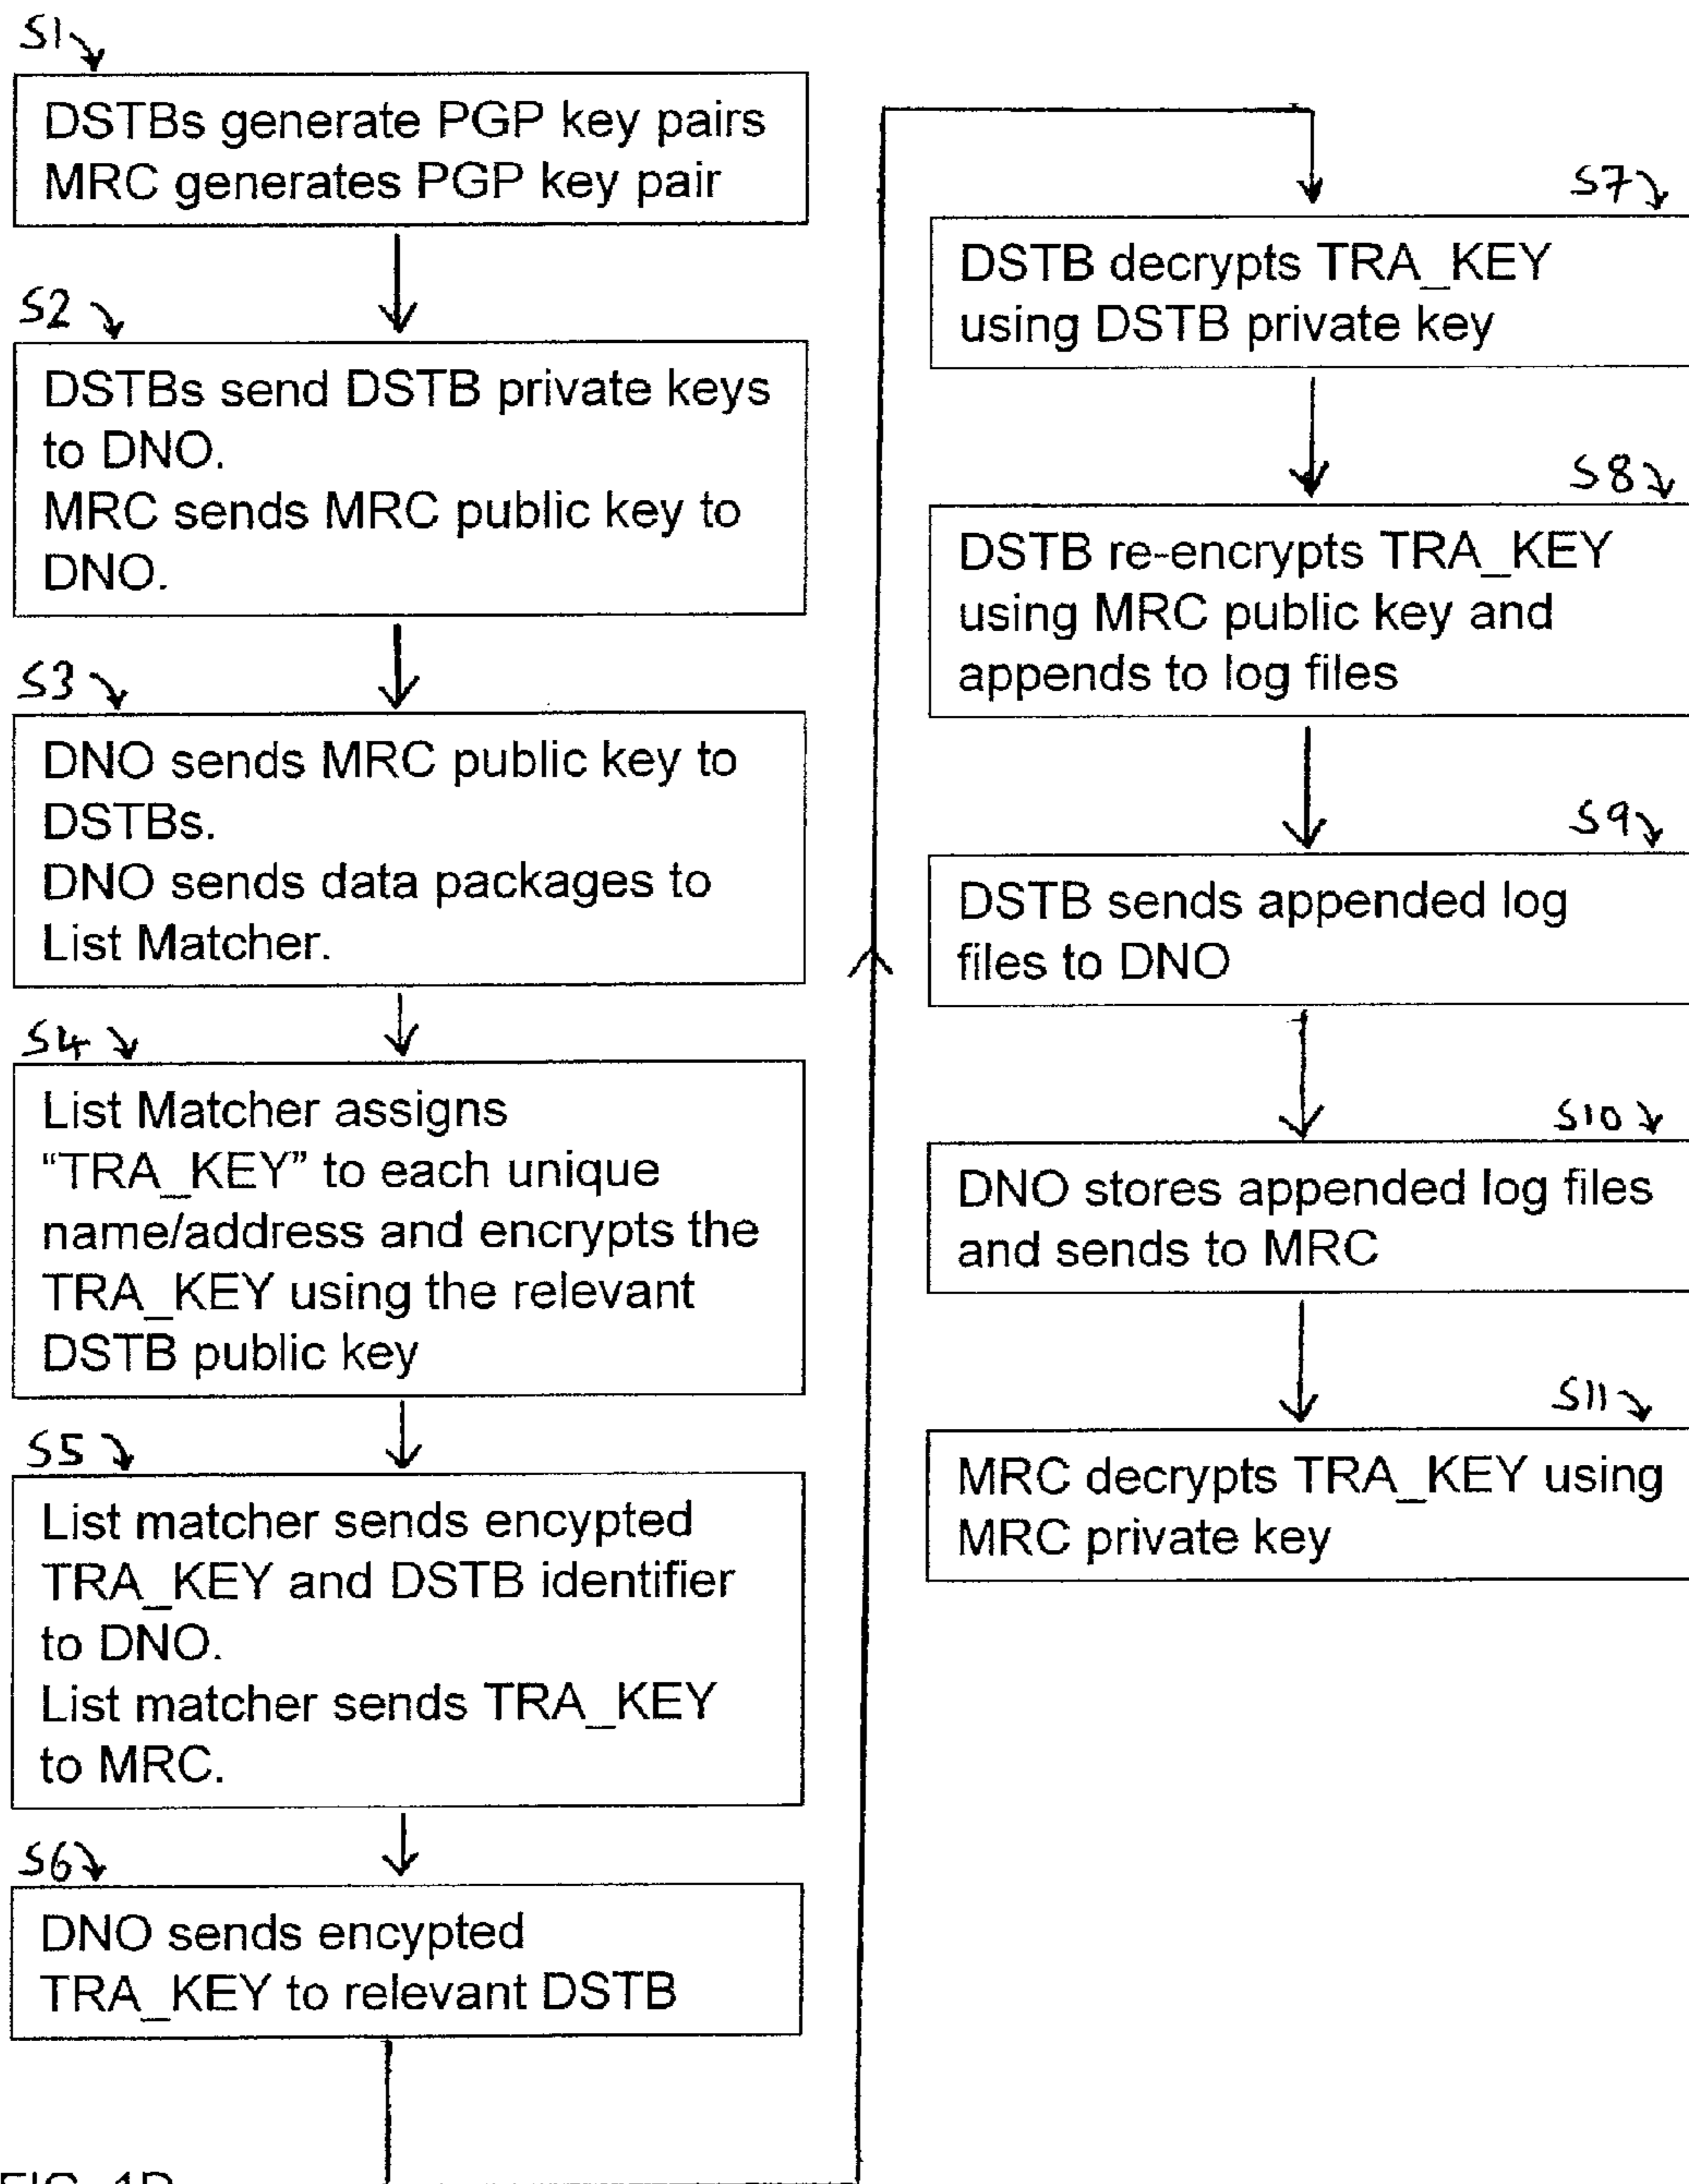 S1
DSTBs generate PGP key pairs
MRC generates PGP key pair
S2
DSTBs send DSTB private keys
to DNO.
MRC sends MRC public key to
DNO.
S3
DNO sends MRC public key to
DSTBs.
DNO sends data packages to
List Matcher.
S4
List Matcher assigns
“TRA_KEY” to each unique
name/address and encrypts the
TRA_KEY using the relevant
DSTB public key
S5
List matcher sends encypted
TRA_KEY and DSTB identifier
to DNO.
List matcher sends TRA_KEY
to MRC.
S6
DNO sends encypted
TRA_KEY to relevant DSTB
S7
DSTB decrypts TRA_KEY
using DSTB private key
S8
DSTB re-encrypts TRA_KEY
using MRC public key and
appends to log files
S9
DSTB sends appended log
files to DNO
S10
DNO stores appended log files
and sends to MRC
S11
MRC decrypts TRA_KEY using
MRC private key